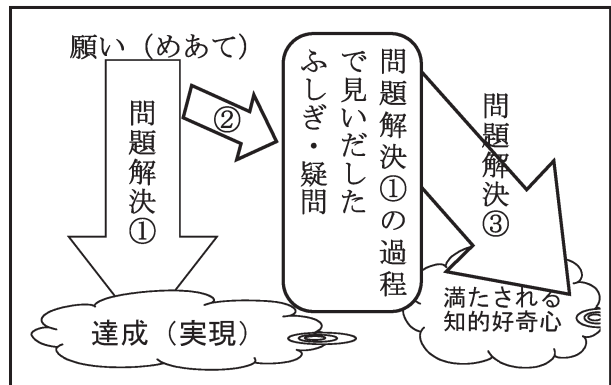 願い（めあて）
問題解決①
②
問題解決①の過程
で見いだした
ふしぎ・疑問
問題解決③
達成（実現）
満たされる
知的好奇心